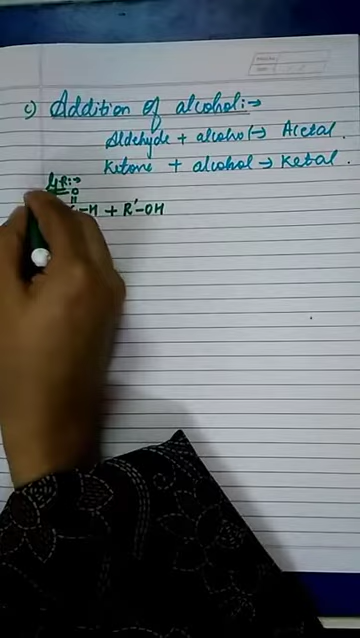 c) Addition of alcohol:→
Aldehyde + alcohol → Acetal.
Ketone + alcohol → Ketal.
O
-H + R'-OH